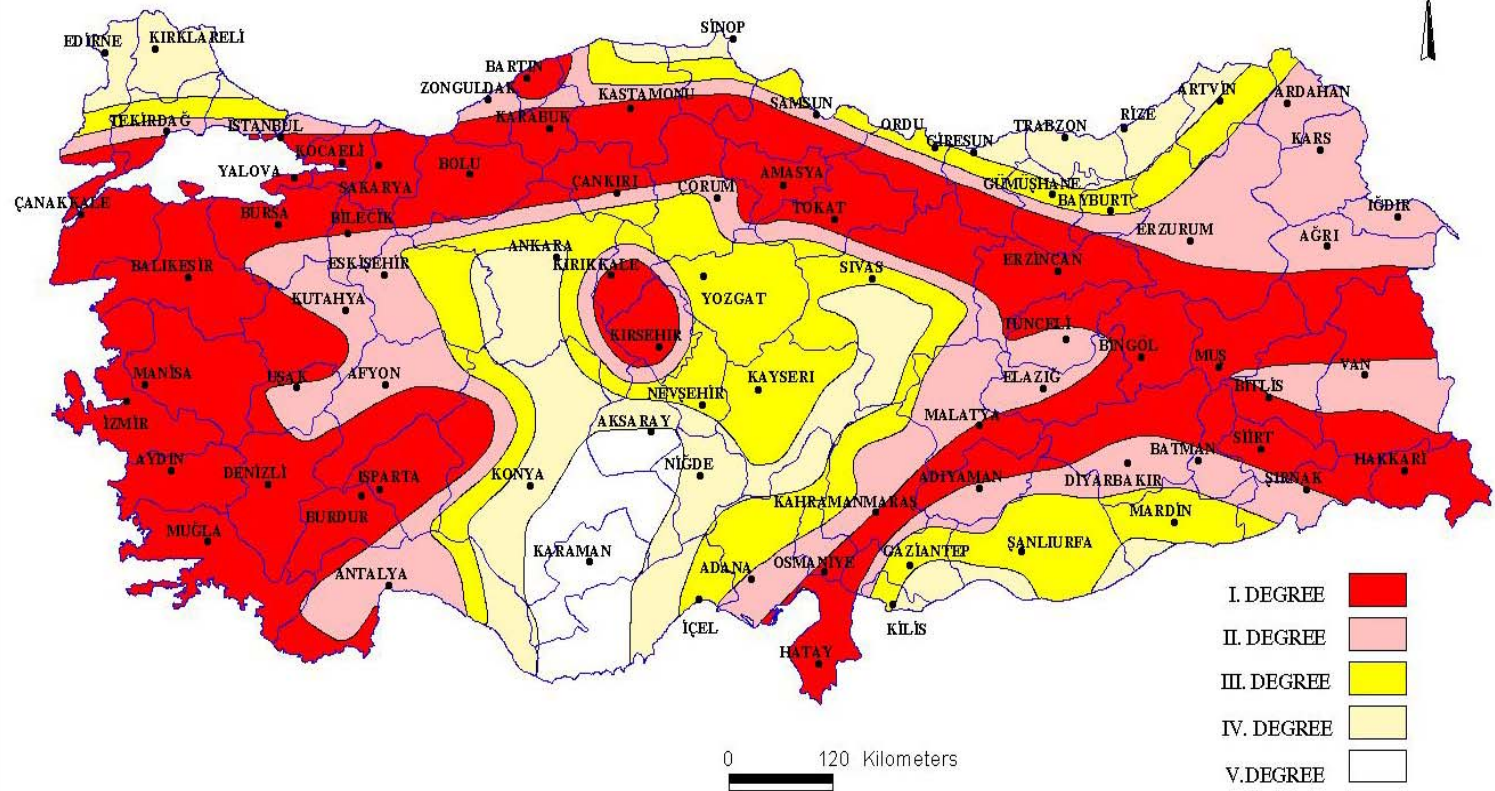 SİNOP
EDİRNE
KIRKLARELİ
BARTIN
ZONGULDAK
KASTAMONU
ARTVİN
ARDAHAN
TEKİRDAĞ
İSTANBUL
KARABUK
SAMSUN
ORDU
GİRESUN
TRABZON
RİZE
KARS
KOCAELİ
YALOVA
SAKARYA
BOLU
ÇANKIRI
ÇORUM
AMASYA
GÜMÜŞHANE
BAYBURT
ÇANAKKALE
BURSA
BİLECİK
TOKAT
ERZURUM
IĞDIR
AĞRI
BALIKESİR
ESKİŞEHİR
ANKARA
KIRIKKALE
YOZGAT
SIVAS
ERZİNCAN
KUTAHYA
KIRŞEHİR
TUNCELİ
BİNGÖL
MUŞ
VAN
MANİSA
UŞAK
AFYON
NEVŞEHİR
KAYSERI
ELAZIĞ
BİTLİS
İZMİR
AKSARAY
MALATYA
AYDIN
DENİZLİ
ISPARTA
KONYA
NİĞDE
ADIYAMAN
DİYARBAKIR
BATMAN
SİİRT
ŞIRNAK
HAKKARİ
BURDUR
KAHRAMANMARAŞ
MUĞLA
KARAMAN
ADANA
OSMANİYE
GAZİANTEP
ŞANLIURFA
MARDİN
ANTALYA
İÇEL
KİLİS
HATAY
I. DEGREE
II. DEGREE
III. DEGREE
IV. DEGREE
V.DEGREE
0 120 Kilometers